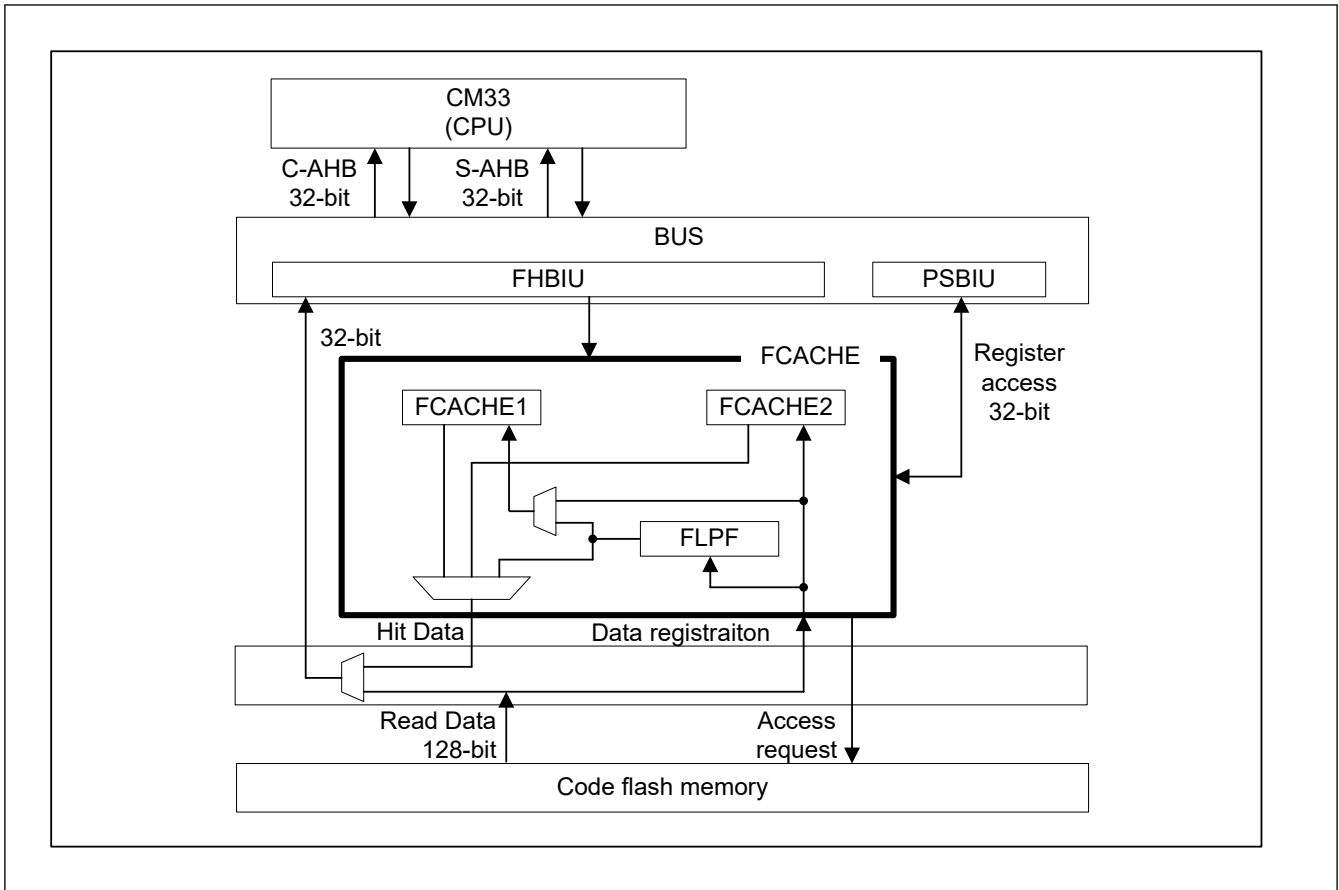 CM33
(CPU)
C-AHB
32-bit
S-AHB
32-bit
BUS
FHBIU
PSBIU
32-bit
FCACHE
Register
access
32-bit
FCACHE1
FCACHE2
FLPF
Hit Data
Data registraiton
Read Data
128-bit
Access
request
Code flash memory